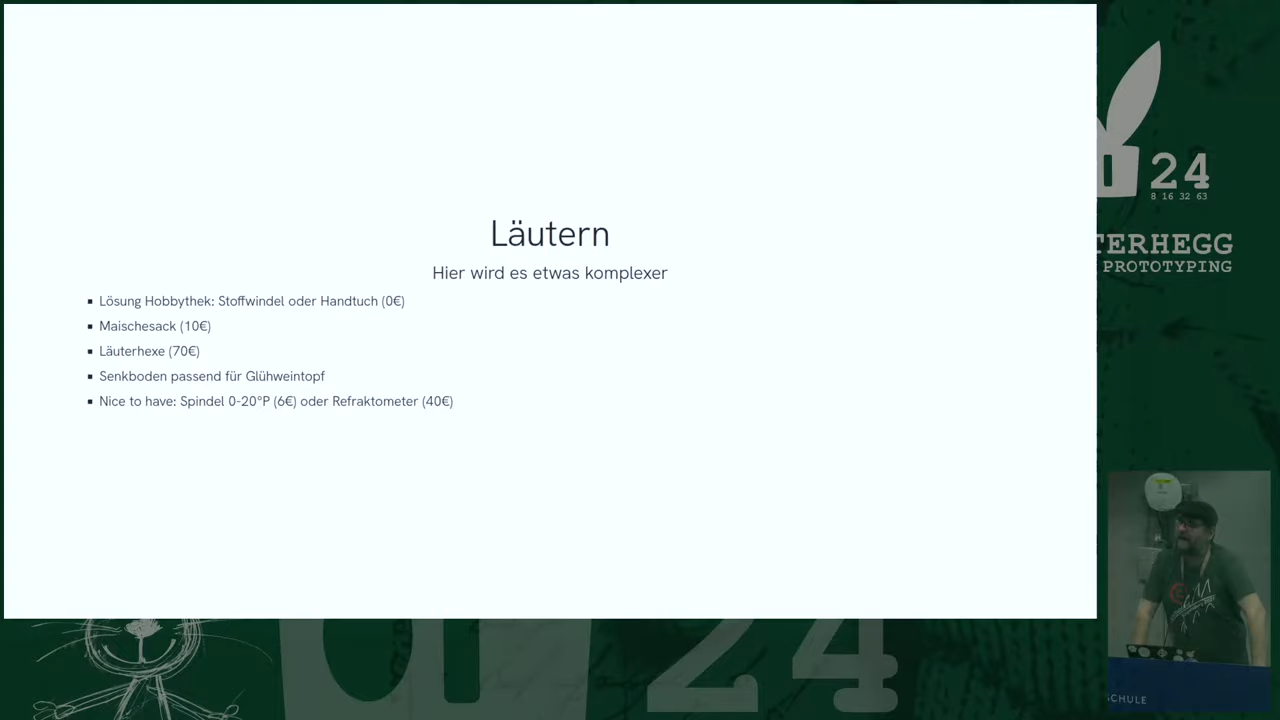 Läutern
Hier wird es etwas komplexer
▪ Lösung Hobbythek: Stoffwindel oder Handtuch (0€)
▪ Maischesack (10€)
▪ Läuterhexe (70€)
▪ Senkboden passend für Glühweintopf
▪ Nice to have: Spindel 0-20°P (6€) oder Refraktometer (40€)
24
8 16 32 63
TERHEGG
PROTOTYPING
24
SCHULE